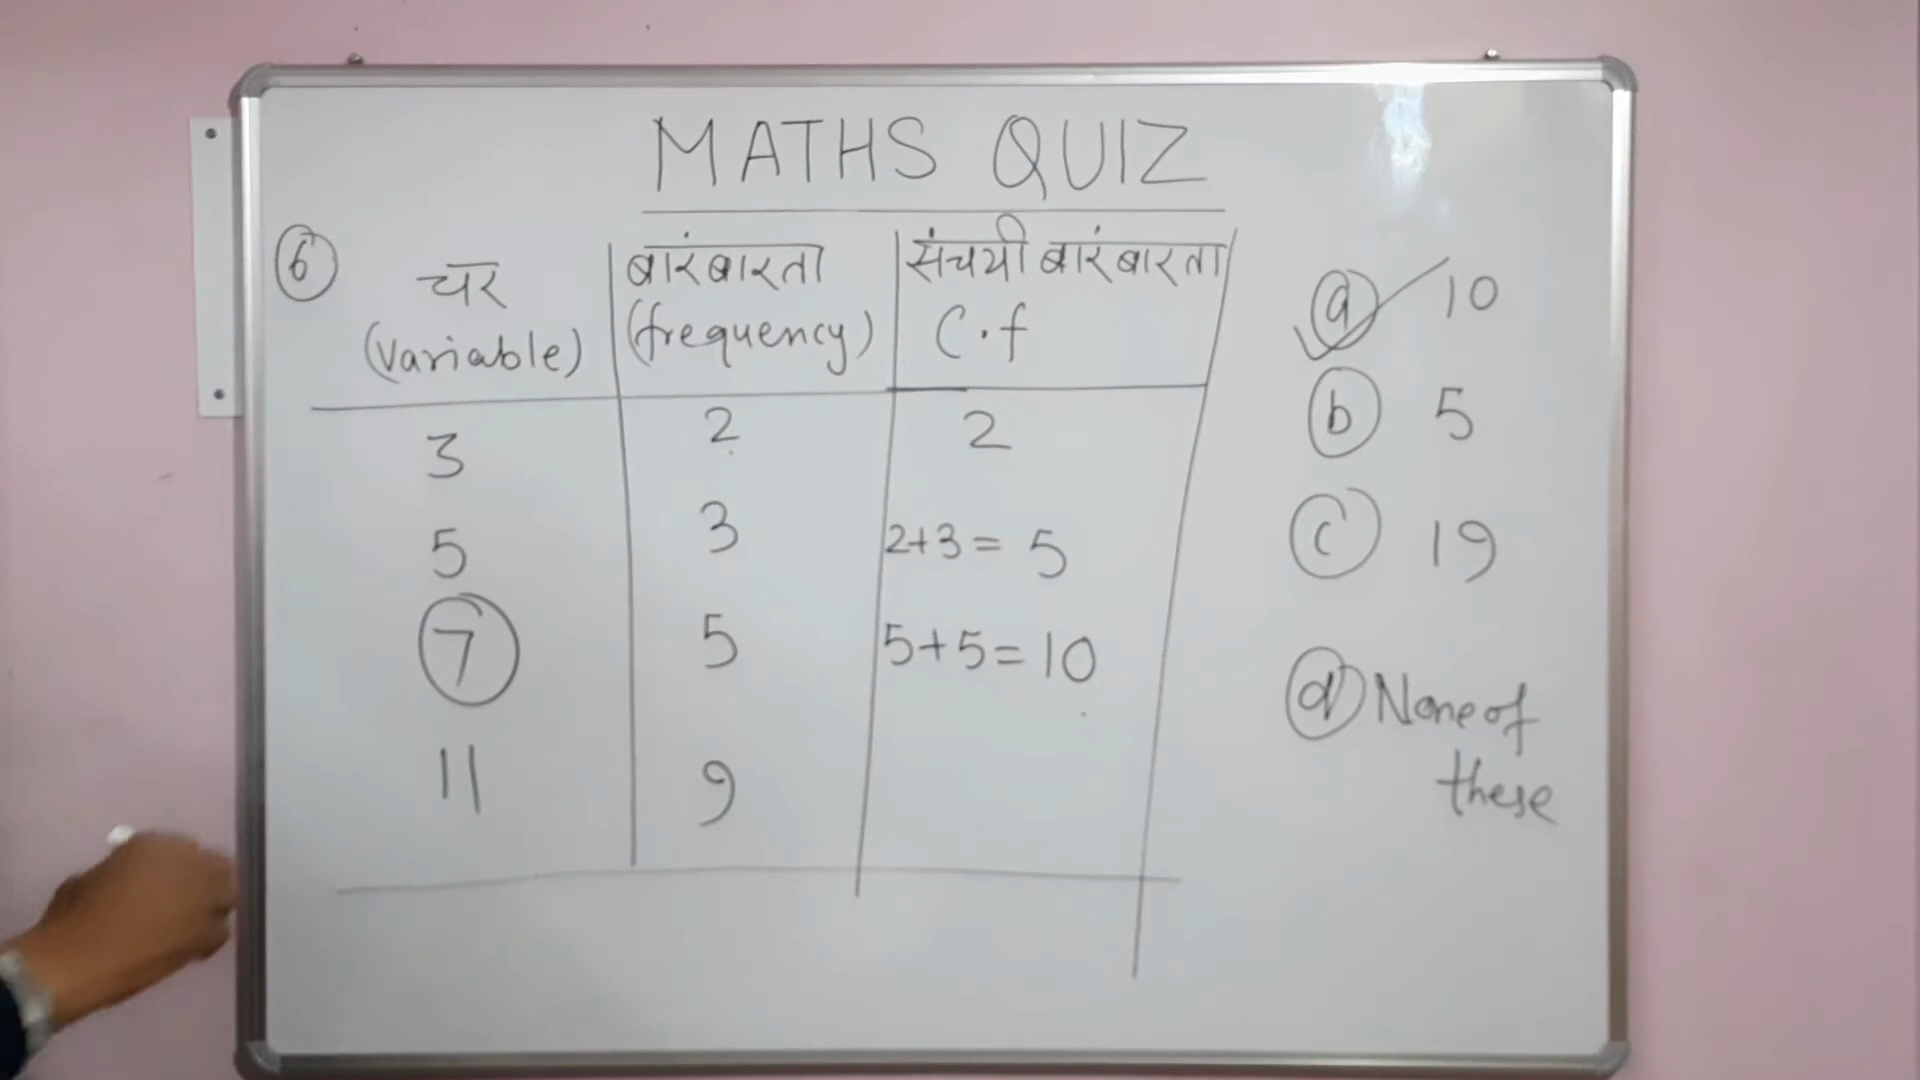 MATHS QUIZ
6 चर बारंबारता संचयी बारंबारता
(variable) (frequency) C.f
3 2 2
5 3 2+3= 5
7 5 5+5=10
11 9
a 10
b 5
c 19
d None of
these